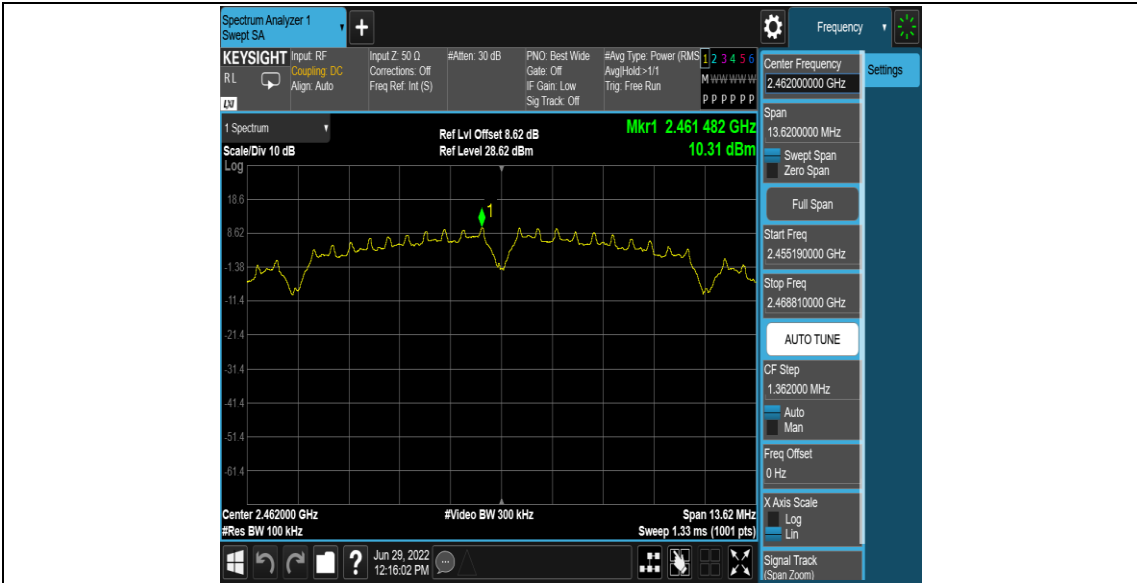 Spectrum Analyzer 1
Swept SA
+
Frequency
KEYSIGHT
R L
LXI
Input: RF
Coupling: DC
Align: Auto
Input Z: 50 Ω
Corrections: Off
Freq Ref: Int (S)
#Atten: 30 dB
PNO: Best Wide
Gate: Off
IF Gain: Low
Sig Track: Off
#Avg Type: Power (RMS
Avg|Hold:>1/1
Trig: Free Run
1 2 3 4 5 6
M W W W W W
P P P P P P
1 Spectrum
Scale/Div 10 dB
Log
Ref Lvl Offset 8.62 dB
Ref Level 28.62 dBm
Mkr1 2.461 482 GHz
10.31 dBm
18.6
8.62
-1.38
-11.4
-21.4
-31.4
-41.4
-51.4
-61.4
1
Center 2.462000 GHz
#Res BW 100 kHz
#Video BW 300 kHz
Span 13.62 MHz
Sweep 1.33 ms (1001 pts)
Center Frequency
2.462000000 GHz
Settings
Span
13.6200000 MHz
Swept Span
Zero Span
Full Span
Start Freq
2.455190000 GHz
Stop Freq
2.468810000 GHz
AUTO TUNE
CF Step
1.362000 MHz
Auto
Man
Freq Offset
0 Hz
X Axis Scale
Log
Lin
Signal Track
(Span Zoom)
?
Jun 29, 2022
12:16:02 PM